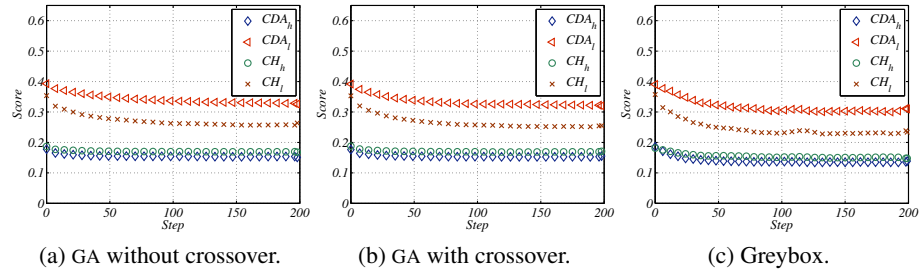 0.6
0.5
0.4
0.3
0.2
0.1
0
Score
0 50 100 150 200
Step
CDA_h
CDA_l
CH_h
CH_l
(a) GA without crossover.
0.6
0.5
0.4
0.3
0.2
0.1
0
Score
0 50 100 150 200
Step
CDA_h
CDA_l
CH_h
CH_l
(b) GA with crossover.
0.6
0.5
0.4
0.3
0.2
0.1
0
Score
0 50 100 150 200
Step
CDA_h
CDA_l
CH_h
CH_l
(c) Greybox.